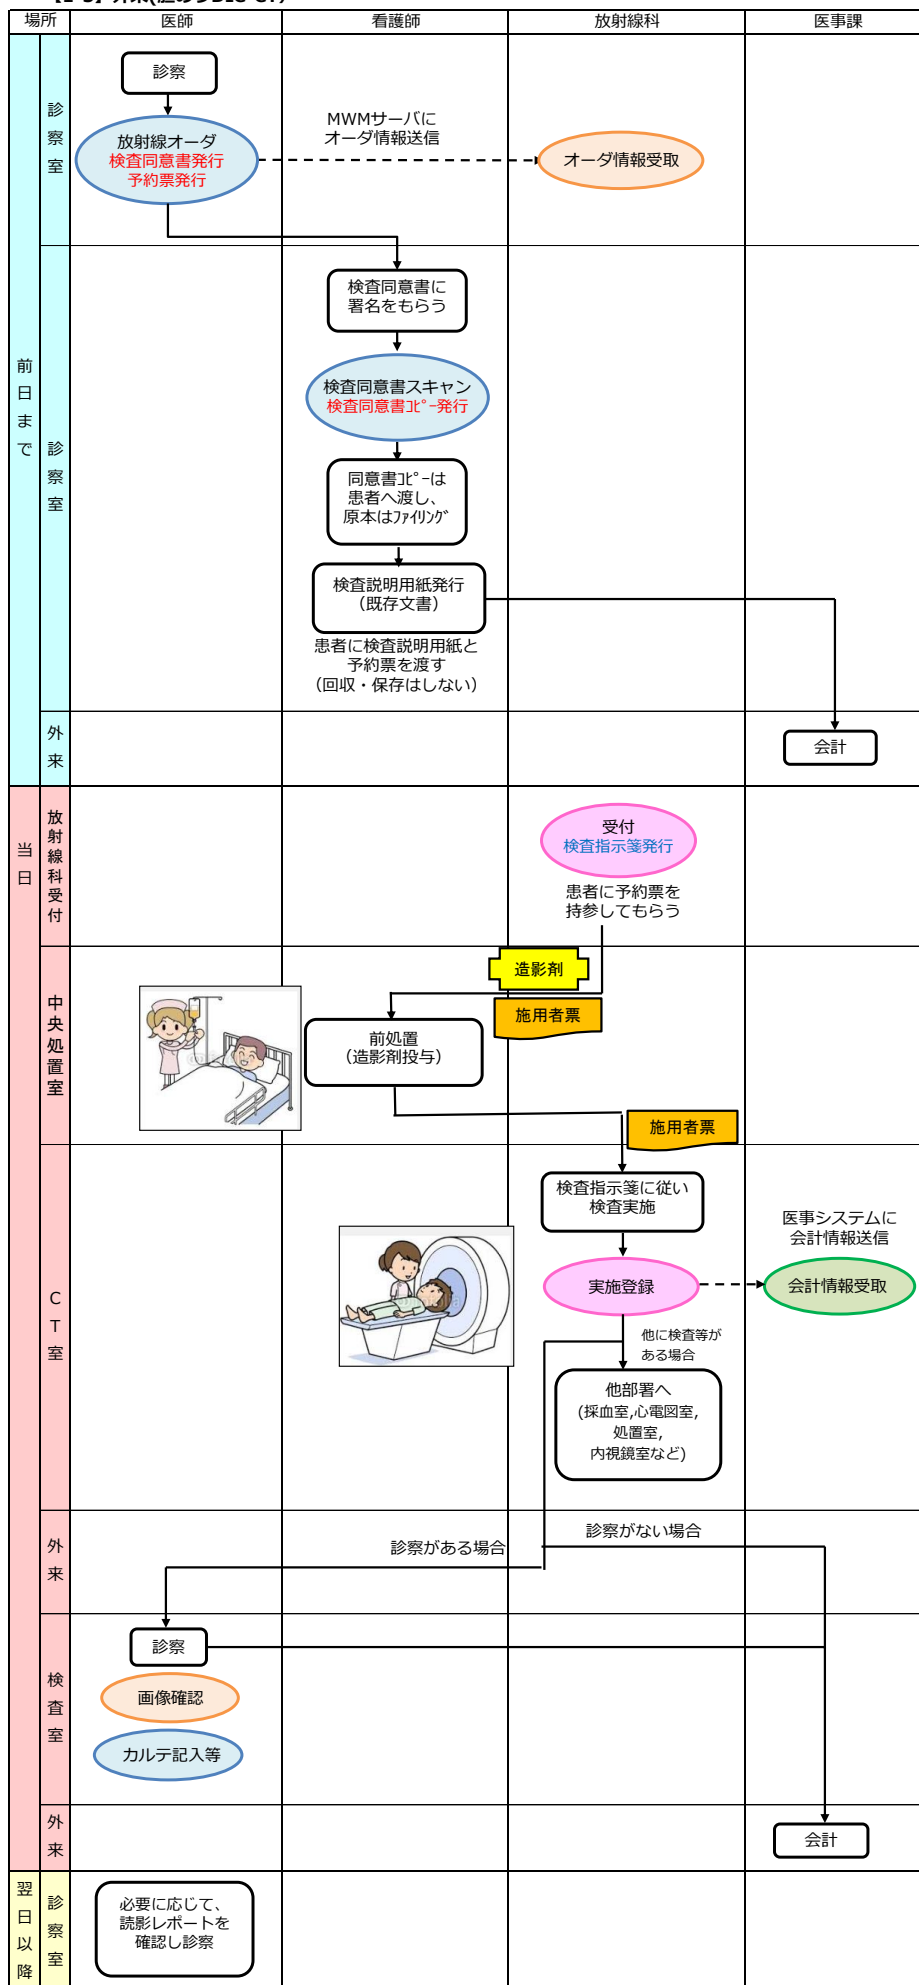 場所
医師
看護師
放射線科
医事課
前日まで
診察室
診察
放射線オーダ
検査同意書発行
予約票発行
MWMサーバに
オーダ情報送信
オーダ情報受取
診察室
検査同意書に
署名をもらう
検査同意書スキャン
検査同意書ｺﾋﾟｰ発行
同意書ｺﾋﾟｰは
患者へ渡し、
原本はﾌｧｲﾘﾝｸﾞ
検査説明用紙発行
（既存文書）
患者に検査説明用紙と
予約票を渡す
（回収・保存はしない）
外来
会計
当日
放射線科受付
受付
検査指示箋発行
患者に予約票を
持参してもらう
中央処置室
造影剤
施用者票
前処置
（造影剤投与）
施用者票
CT室
検査指示箋に従い
検査実施
医事システムに
会計情報送信
実施登録
会計情報受取
他に検査等が
ある場合
他部署へ
(採血室,心電図室,
処置室,
内視鏡室など)
外来
診察がある場合
診察がない場合
検査室
診察
画像確認
カルテ記入等
外来
会計
翌日以降
診察室
必要に応じて、
読影レポートを
確認し診察